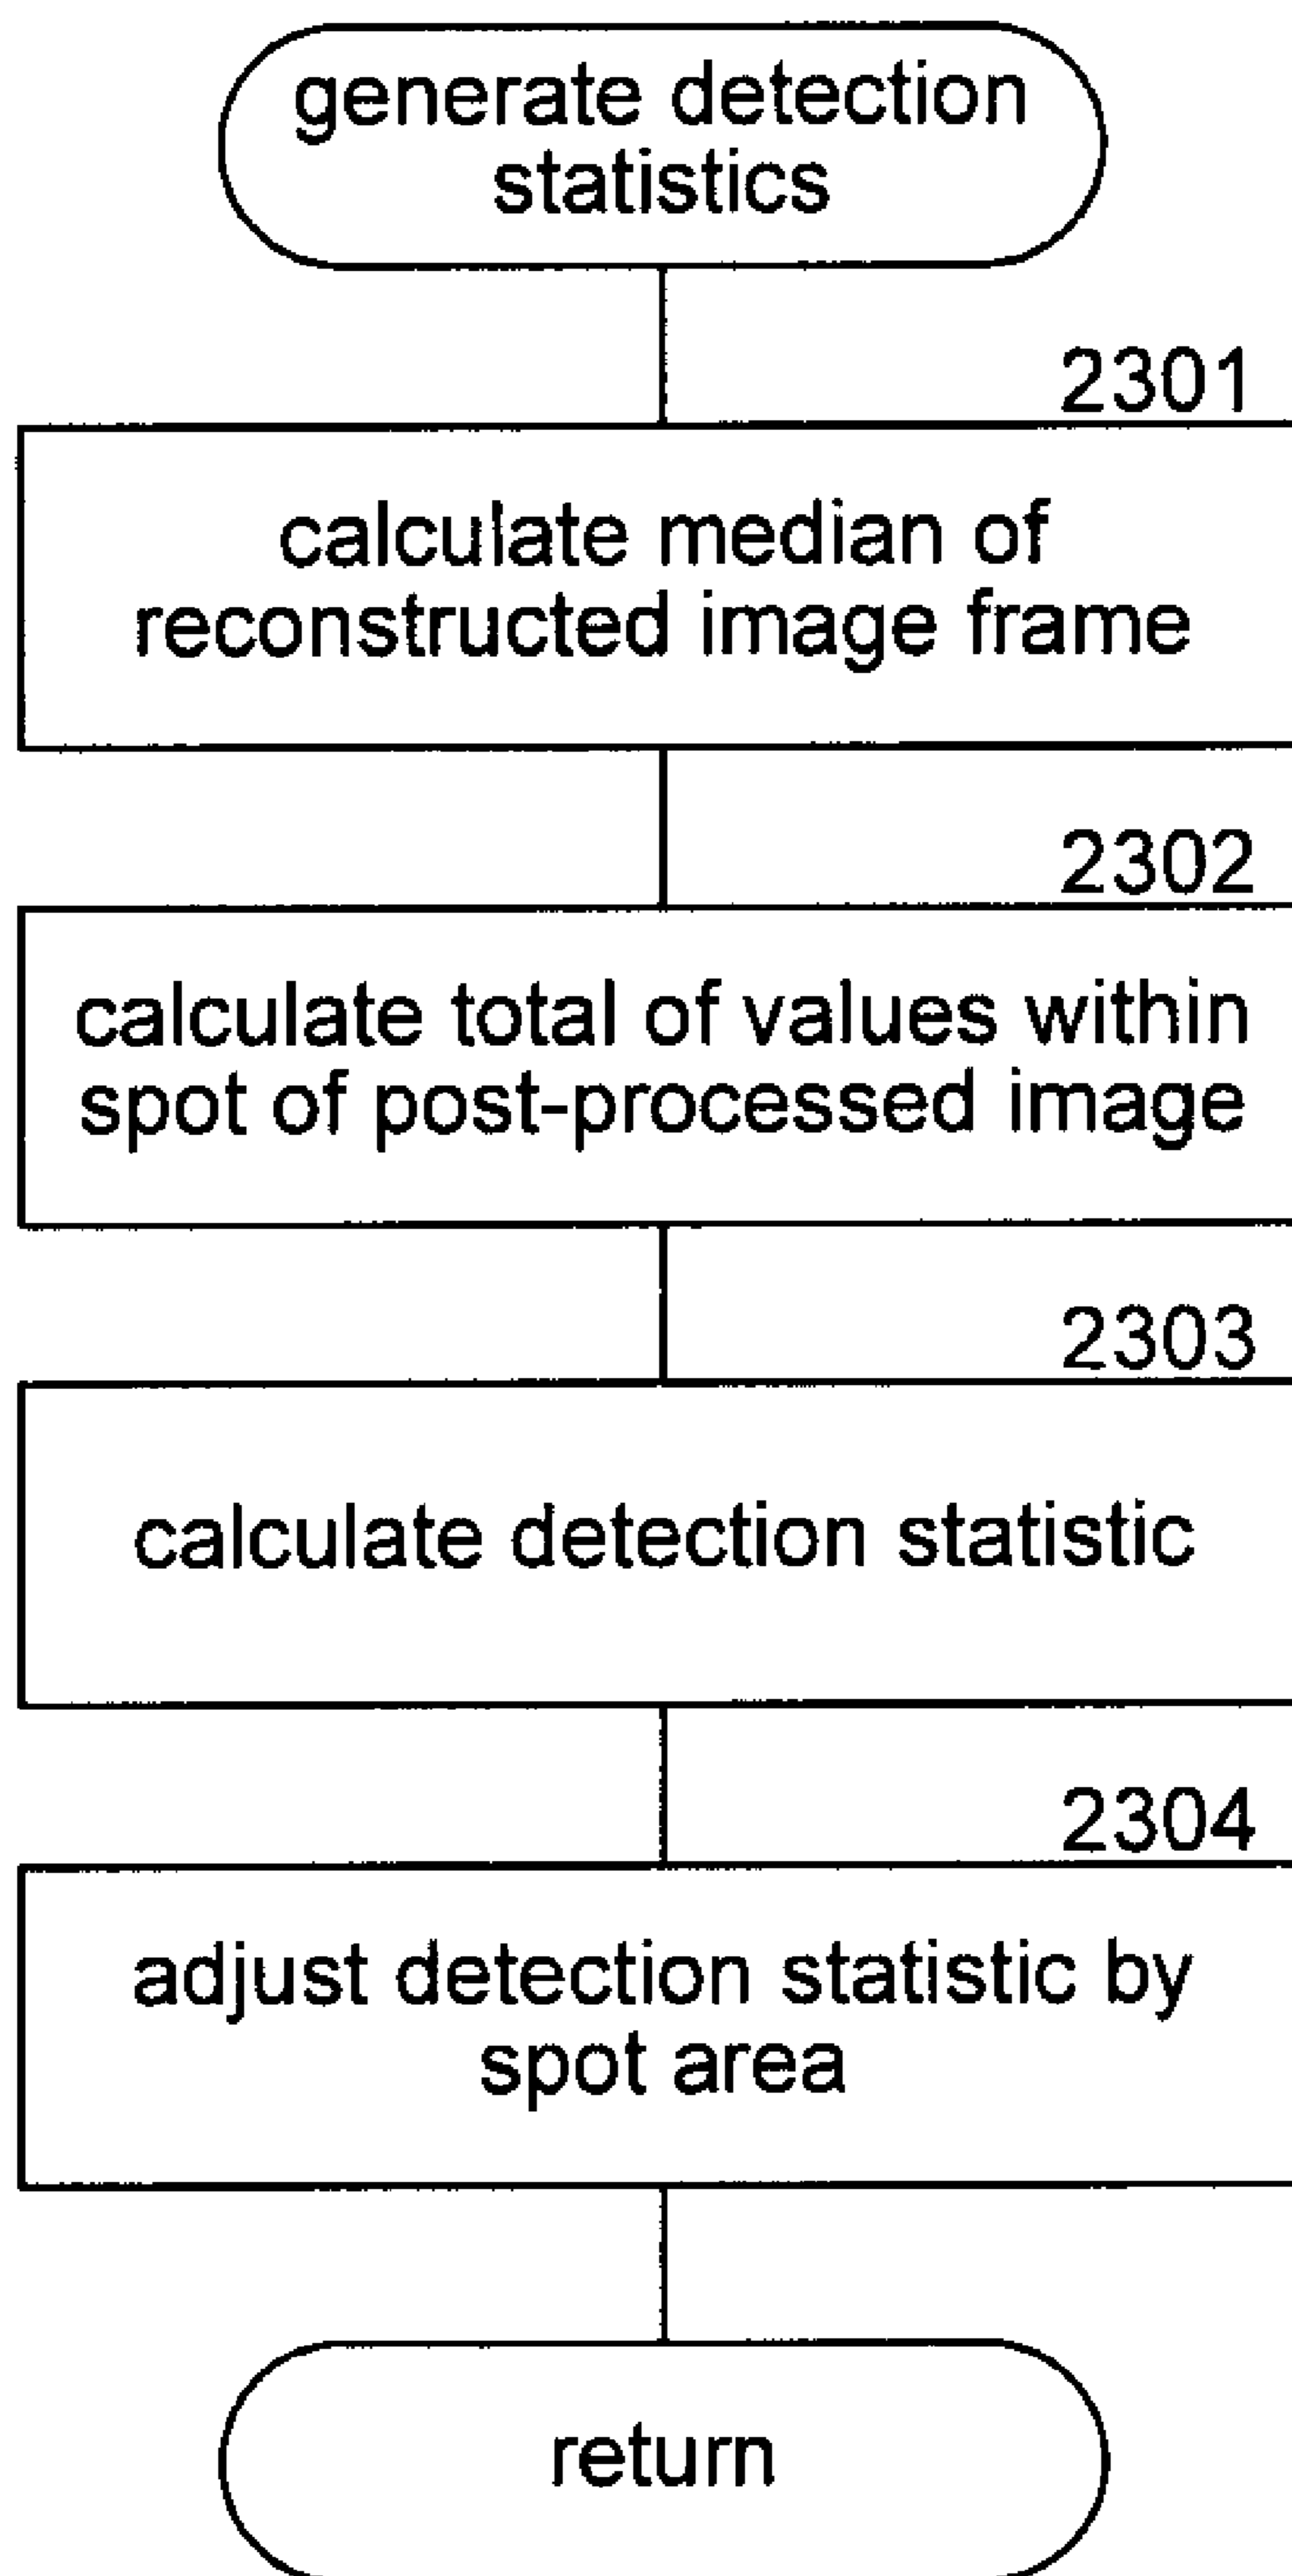 generate detection
statistics
2301
calculate median of
reconstructed image frame
2302
calculate total of values within
spot of post-processed image
2303
calculate detection statistic
2304
adjust detection statistic by
spot area
return